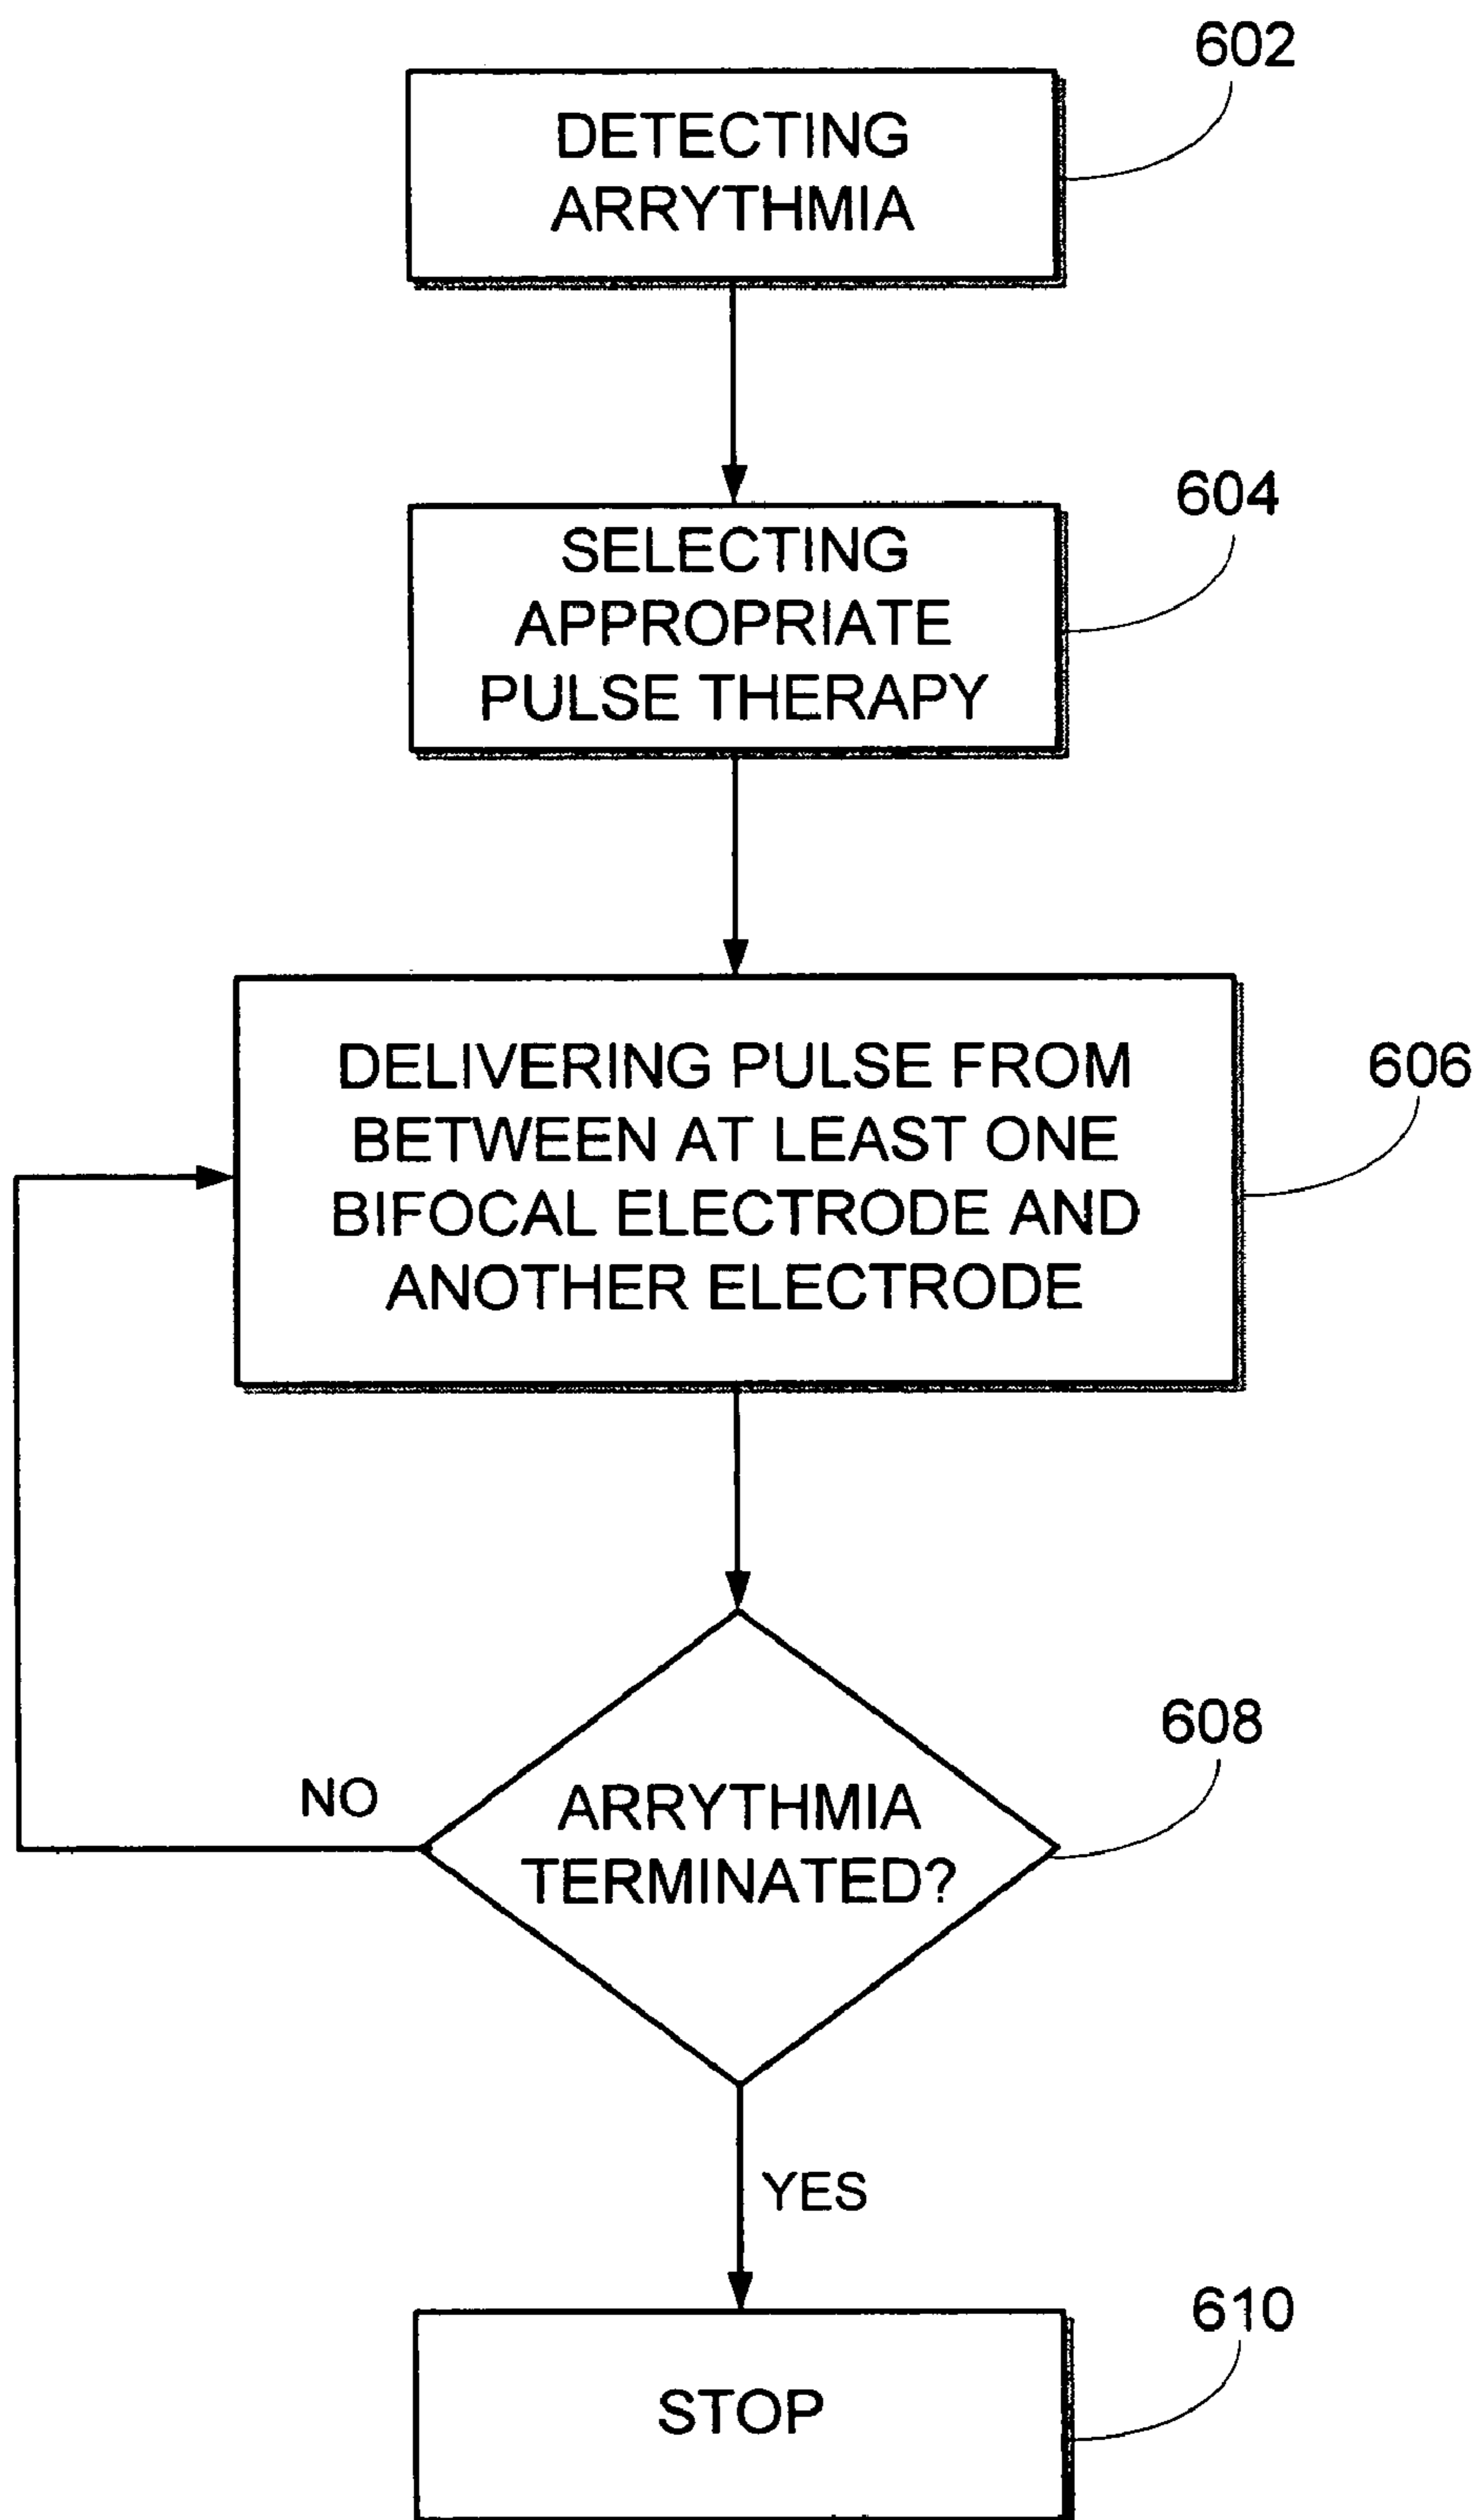 602
DETECTING
ARRYTHMIA
604
SELECTING
APPROPRIATE
PULSE THERAPY
606
DELIVERING PULSE FROM
BETWEEN AT LEAST ONE
BIFOCAL ELECTRODE AND
ANOTHER ELECTRODE
608
NO
ARRYTHMIA
TERMINATED?
YES
610
STOP